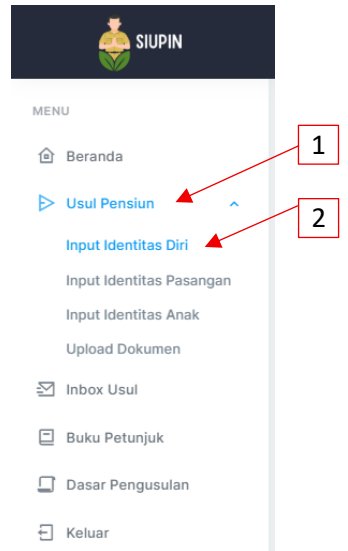 SIUPIN
MENU
Beranda
1
Usul Pensiun
2
Input Identitas Diri
Input Identitas Pasangan
Input Identitas Anak
Upload Dokumen
Inbox Usul
Buku Petunjuk
Dasar Pengusulan
Keluar